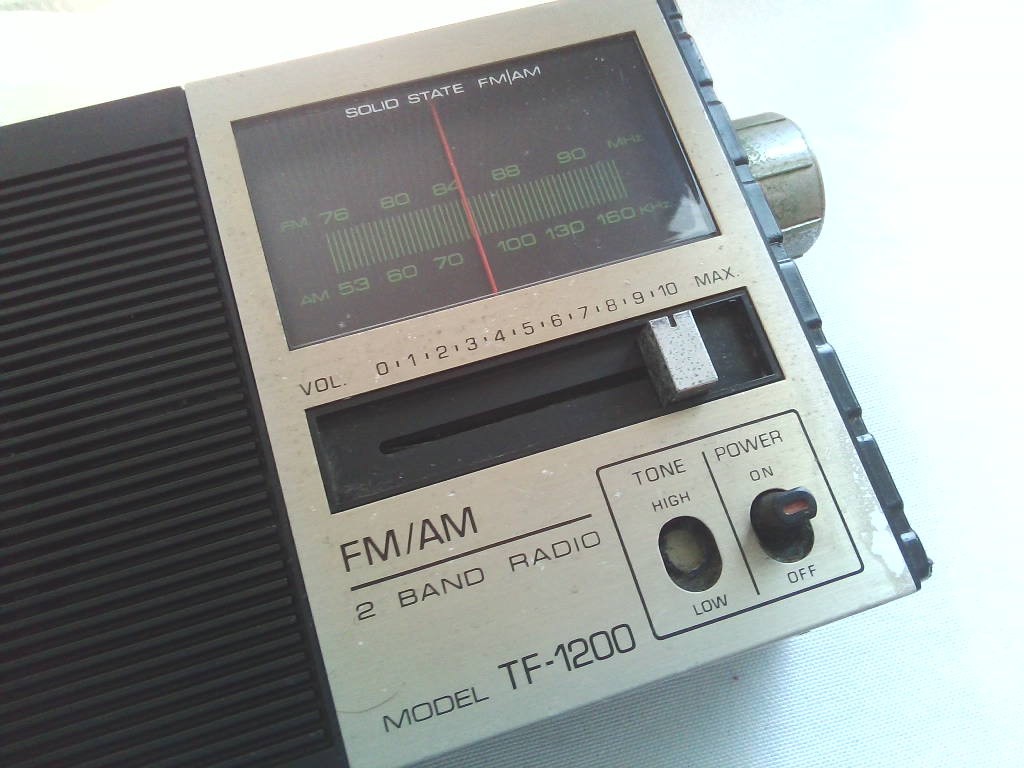 SOLID STATE FM|AM
FM 76 80 84 88 90 MHz
AM 53 60 70 100 130 160 KHz
VOL. 0 1 2 3 4 5 6 7 8 9 10 MAX.
TONE POWER
HIGH ON
LOW OFF
FM/AM
2 BAND RADIO
MODEL TF-1200